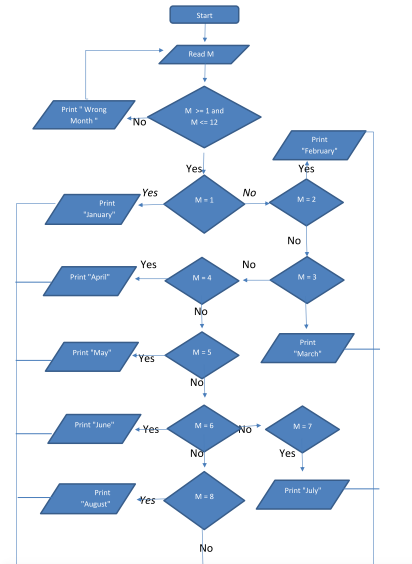 Start
Read M
Print " Wrong
Month "
M >= 1 and
M <= 12
No
Print
"February"
Yes
Yes
Yes
No
Print
"January"
M = 1
M = 2
No
Yes
No
Print "April"
M = 4
M = 3
No
Print
"March"
Print "May"
Yes
M = 5
No
Print "June"
Yes
M = 6
No
M = 7
No
Yes
Print
"August"
Yes
M = 8
Print "July"
No